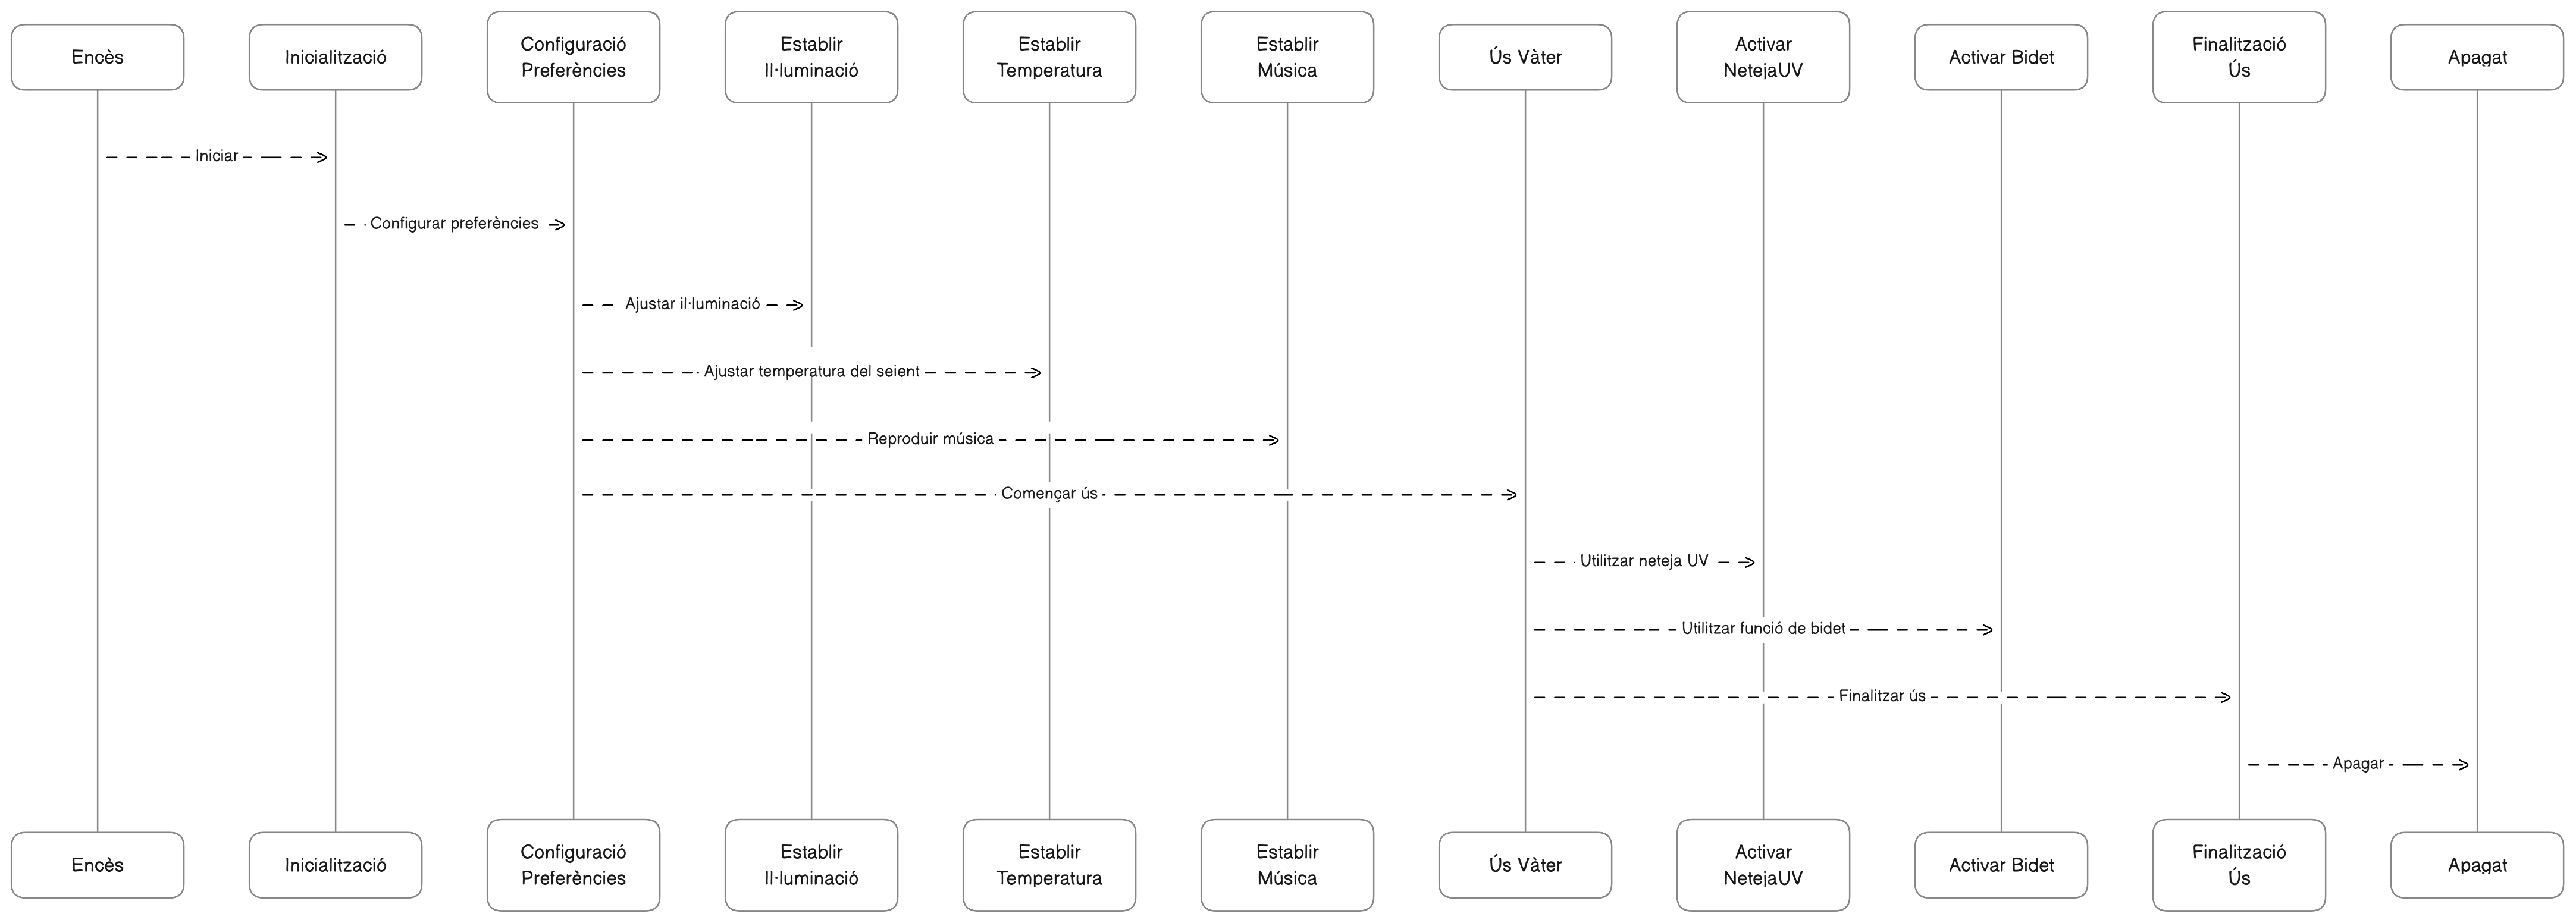 Encès
Inicialització
Configuració
Preferències
Establir
Il·luminació
Establir
Temperatura
Establir
Música
Ús Vàter
Activar
NetejaUV
Activar Bidet
Finalització
Ús
Apagat
Iniciar
Configurar preferències
Ajustar il·luminació
Ajustar temperatura del seient
Reproduir música
Començar ús
Utilitzar neteja UV
Utilitzar funció de bidet
Finalitzar ús
Apagar
Encès
Inicialització
Configuració
Preferències
Establir
Il·luminació
Establir
Temperatura
Establir
Música
Ús Vàter
Activar
NetejaUV
Activar Bidet
Finalització
Ús
Apagat